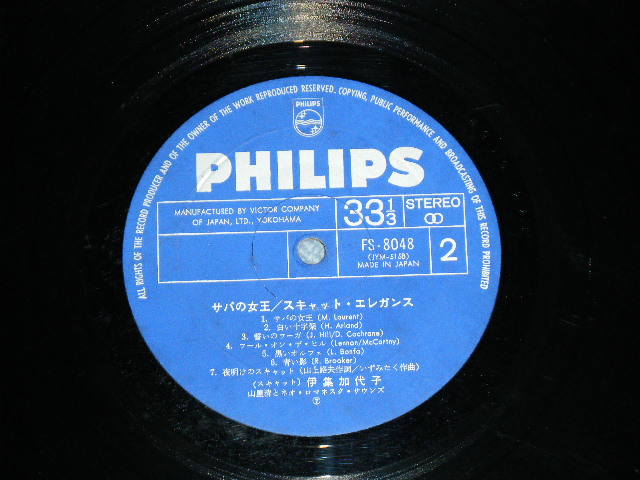 ALL RIGHTS OF THE RECORD PRODUCER AND OF THE OWNER OF THE WORK REPRODUCED RESERVED. COPYING, PUBLIC PERFORMANCE AND BROADCASTING OF THIS RECORD PROHIBITED
PHILIPS
PHILIPS
MANUFACTURED BY VICTOR COMPANY
OF JAPAN, LTD., YOKOHAMA
33 1/3
STEREO
FS-8048
(JYM-515B)
MADE IN JAPAN
2
サバの女王/スキャット・エレガンス
1. サバの女王 (M. Laurent)
2. 白い十字架 (H. Arland)
3. 誓いのフーガ (J. Hill/D. Cochrane)
4. フール・オン・ザ・ヒル (Lennon/McCartny)
5. 黒いオルフェ (L. Bonfa)
6. 青い影 (R. Brooker)
7. 夜明けのスキャット (山上路夫作詞/いずみたく作曲)
(スキャット) 伊集加代子
山屋清とネオ・ロマネスク・サウンズ